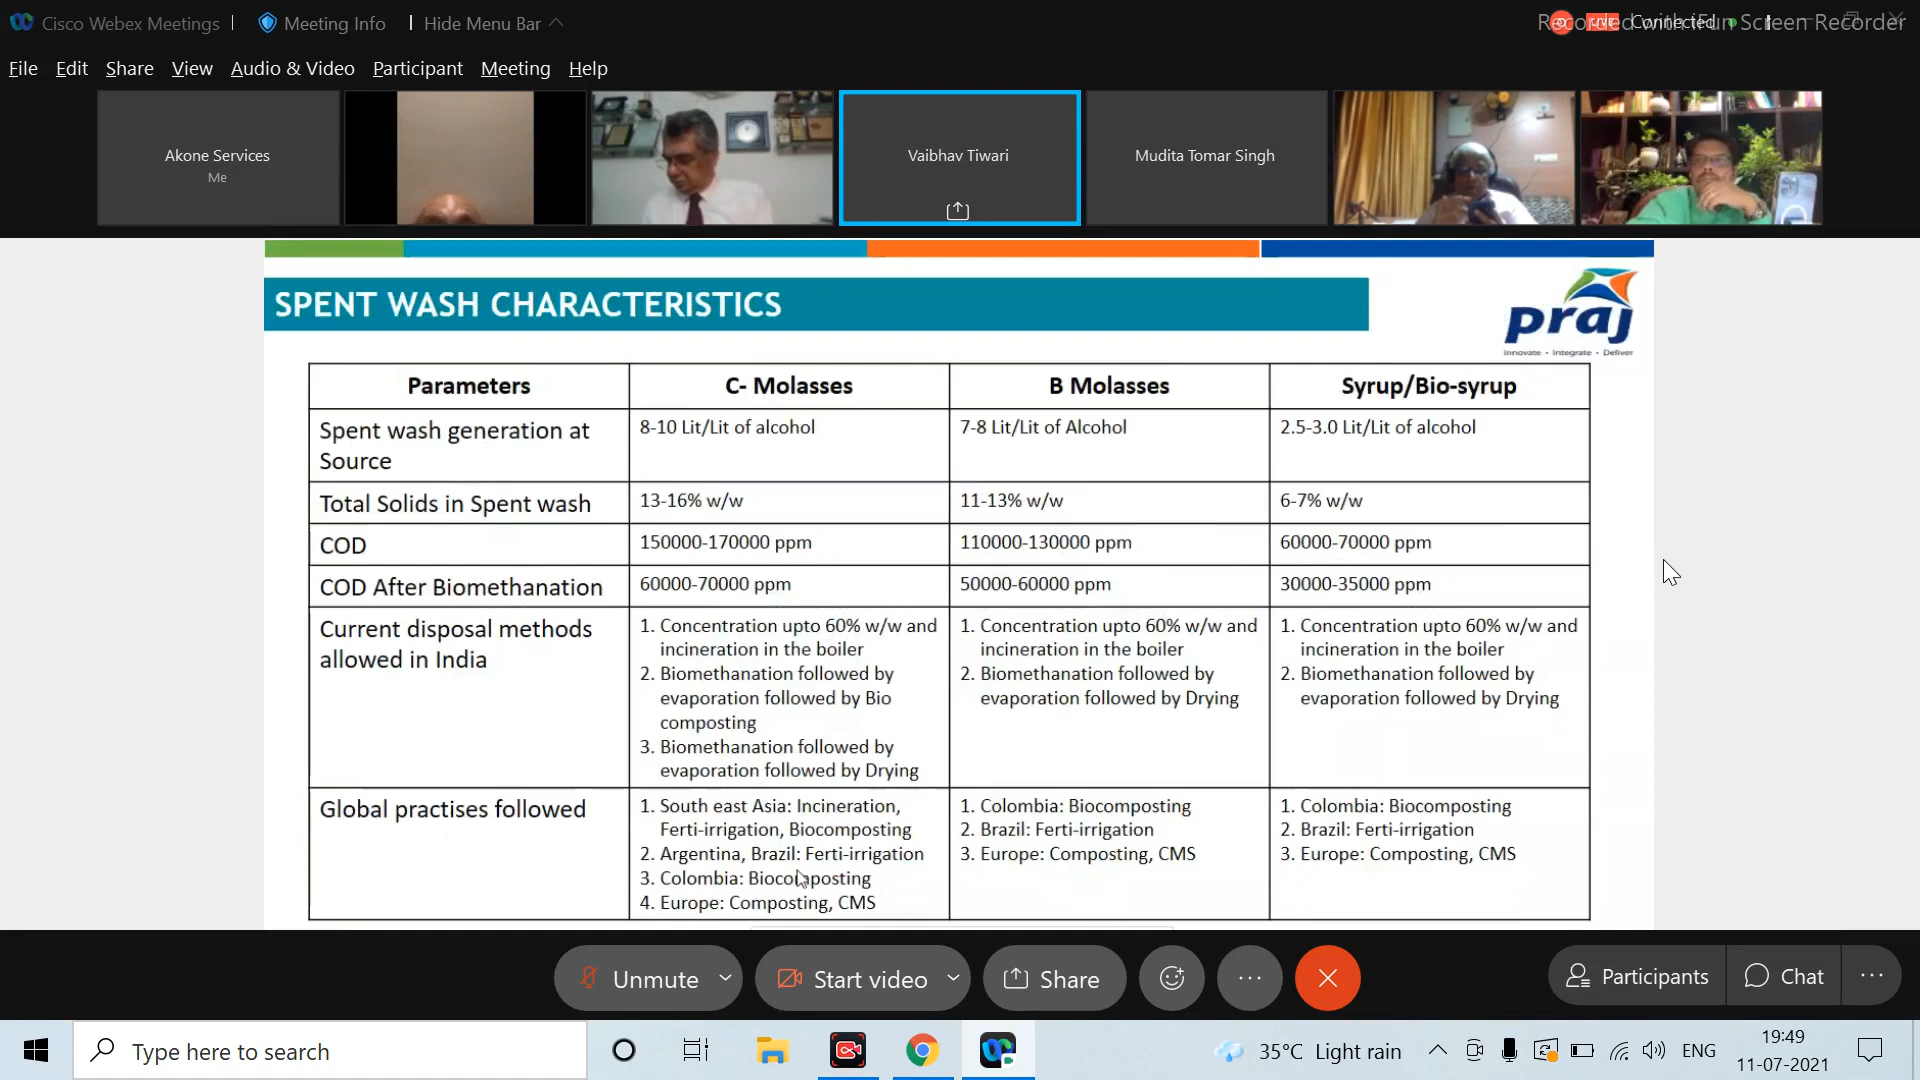 Cisco Webex Meetings
Meeting Info
Hide Menu Bar
LIVE
Connected
Recorded with iFun Screen Recorder
File Edit Share View Audio & Video Participant Meeting Help
Akone Services
Me
Vaibhav Tiwari
Mudita Tomar Singh
SPENT WASH CHARACTERISTICS
praj
Innovate • Integrate • Deliver
Parameters
C- Molasses
B Molasses
Syrup/Bio-syrup
Spent wash generation at
Source
8-10 Lit/Lit of alcohol
7-8 Lit/Lit of Alcohol
2.5-3.0 Lit/Lit of alcohol
Total Solids in Spent wash
13-16% w/w
11-13% w/w
6-7% w/w
COD
150000-170000 ppm
110000-130000 ppm
60000-70000 ppm
COD After Biomethanation
60000-70000 ppm
50000-60000 ppm
30000-35000 ppm
Current disposal methods
allowed in India
1. Concentration upto 60% w/w and
incineration in the boiler
2. Biomethanation followed by
evaporation followed by Bio
composting
3. Biomethanation followed by
evaporation followed by Drying
1. Concentration upto 60% w/w and
incineration in the boiler
2. Biomethanation followed by
evaporation followed by Drying
1. Concentration upto 60% w/w and
incineration in the boiler
2. Biomethanation followed by
evaporation followed by Drying
Global practises followed
1. South east Asia: Incineration,
Ferti-irrigation, Biocomposting
2. Argentina, Brazil: Ferti-irrigation
3. Colombia: Biocomposting
4. Europe: Composting, CMS
1. Colombia: Biocomposting
2. Brazil: Ferti-irrigation
3. Europe: Composting, CMS
1. Colombia: Biocomposting
2. Brazil: Ferti-irrigation
3. Europe: Composting, CMS
Unmute
Start video
Share
Participants
Chat
Type here to search
35°C Light rain
ENG
19:49
11-07-2021